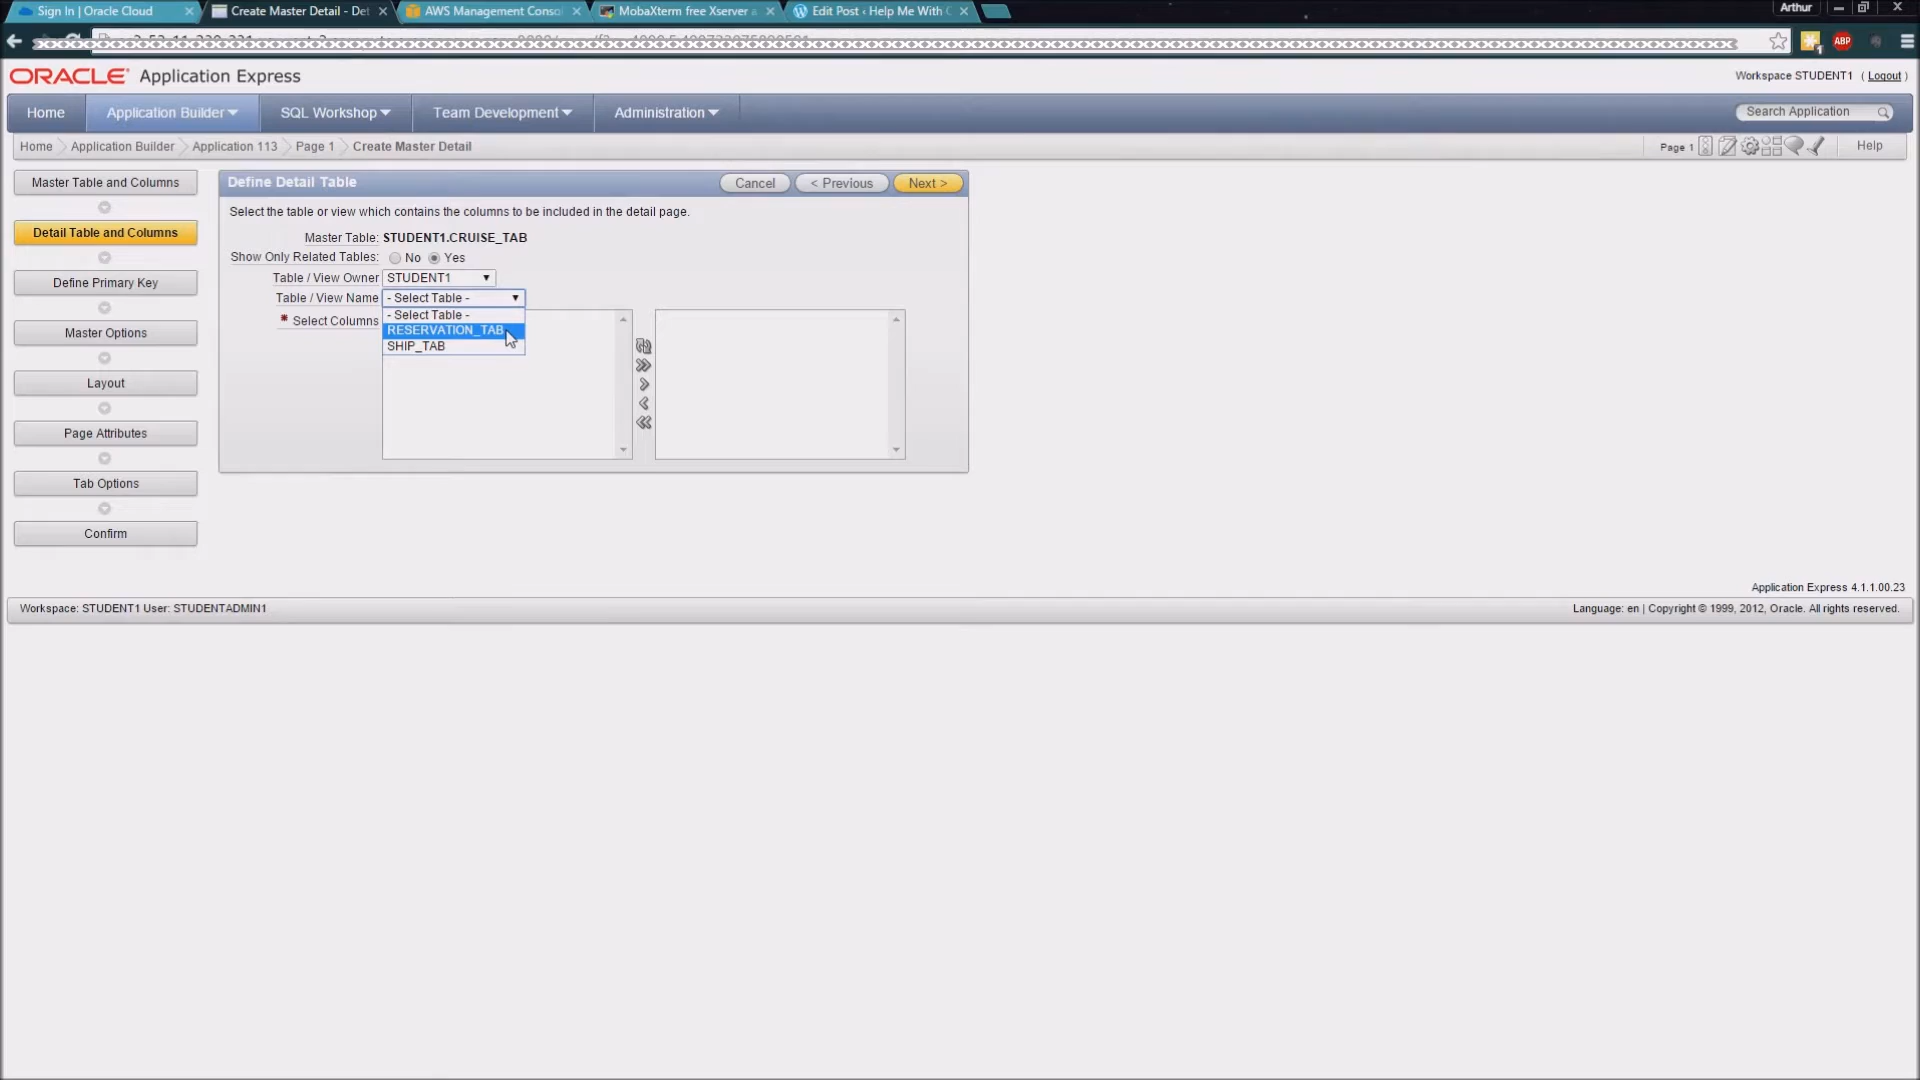 Sign In | Oracle Cloud
Create Master Detail - Det
AWS Management Consol
MobaXterm free Xserver a
Edit Post ‹ Help Me With C
Arthur
ABP
1
ORACLE Application Express
Workspace STUDENT1 ( Logout )
Home
Application Builder
SQL Workshop
Team Development
Administration
Search Application
Home
Application Builder
Application 113
Page 1
Create Master Detail
Page 1
Help
Master Table and Columns
Detail Table and Columns
Define Primary Key
Master Options
Layout
Page Attributes
Tab Options
Confirm
Define Detail Table
Cancel
< Previous
Next >
Select the table or view which contains the columns to be included in the detail page.
Master Table: STUDENT1.CRUISE_TAB
Show Only Related Tables: No Yes
Table / View Owner STUDENT1
Table / View Name - Select Table -
- Select Table -
RESERVATION_TAB
SHIP_TAB
* Select Columns
Application Express 4.1.1.00.23
Workspace: STUDENT1 User: STUDENTADMIN1
Language: en | Copyright © 1999, 2012, Oracle. All rights reserved.